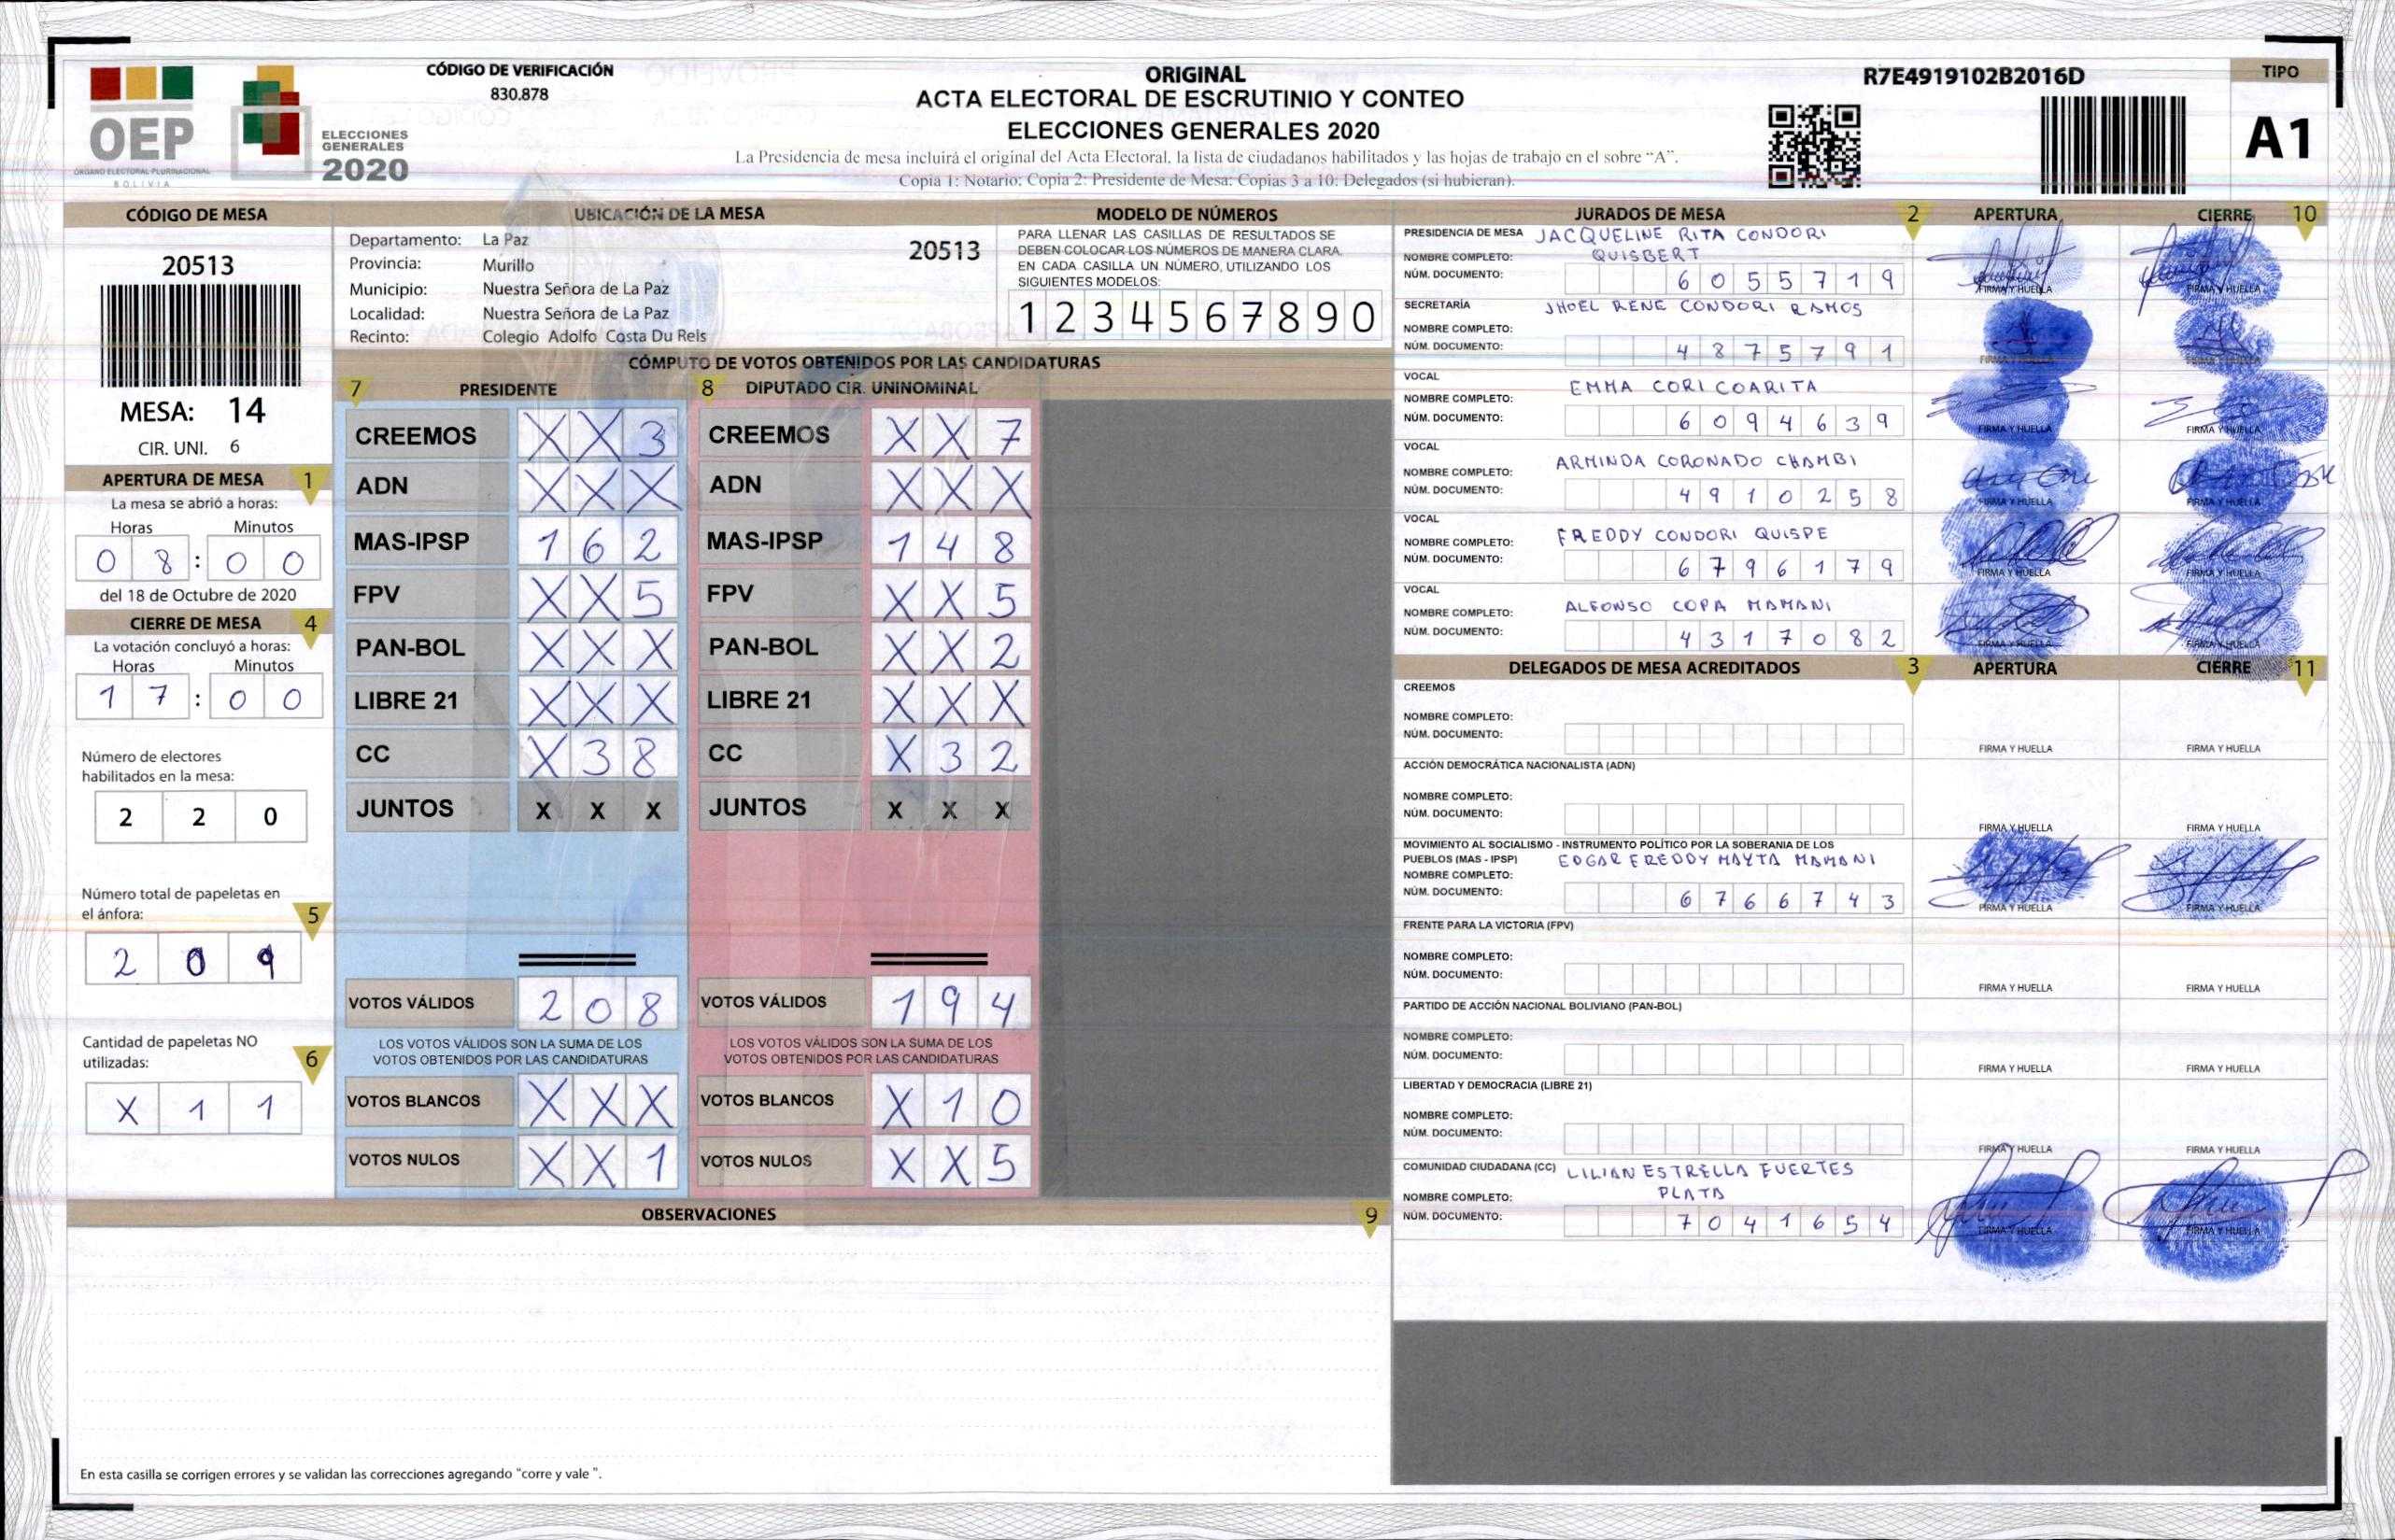 CÓDIGO DE VERIFICACIÓN
830.878
OEP
ÓRGANO ELECTORAL PLURINACIONAL
BOLIVIA
ELECCIONES
GENERALES
2020
ORIGINAL
ACTA ELECTORAL DE ESCRUTINIO Y CONTEO
ELECCIONES GENERALES 2020
La Presidencia de mesa incluirá el original del Acta Electoral, la lista de ciudadanos habilitados y las hojas de trabajo en el sobre "A".
Copia 1: Notario; Copia 2: Presidente de Mesa; Copias 3 a 10: Delegados (si hubieran).
R7E4919102B2016D
TIPO
A1
CÓDIGO DE MESA
20513
MESA: 14
CIR. UNI. 6
APERTURA DE MESA 1
La mesa se abrió a horas:
Horas Minutos
0 8 : 0 0
del 18 de Octubre de 2020
CIERRE DE MESA 4
La votación concluyó a horas:
Horas Minutos
1 7 : 0 0
Número de electores
habilitados en la mesa:
2 2 0
Número total de papeletas en
el ánfora: 5
2 0 9
Cantidad de papeletas NO
utilizadas: 6
X 1 1
UBICACIÓN DE LA MESA
Departamento: La Paz
20513
Provincia: Murillo
Municipio: Nuestra Señora de La Paz
Localidad: Nuestra Señora de La Paz
Recinto: Colegio Adolfo Costa Du Reis
MODELO DE NÚMEROS
PARA LLENAR LAS CASILLAS DE RESULTADOS SE
DEBEN COLOCAR LOS NÚMEROS DE MANERA CLARA.
EN CADA CASILLA UN NÚMERO, UTILIZANDO LOS
SIGUIENTES MODELOS:
1 2 3 4 5 6 7 8 9 0
CÓMPUTO DE VOTOS OBTENIDOS POR LAS CANDIDATURAS
7 PRESIDENTE
CREEMOS X X 3
ADN X X X
MAS-IPSP 1 6 2
FPV X X 5
PAN-BOL X X X
LIBRE 21 X X X
CC X 3 8
JUNTOS X X X
VOTOS VÁLIDOS 2 0 8
LOS VOTOS VÁLIDOS SON LA SUMA DE LOS
VOTOS OBTENIDOS POR LAS CANDIDATURAS
VOTOS BLANCOS X X X
VOTOS NULOS X X 1
8 DIPUTADO CIR. UNINOMINAL
CREEMOS X X 7
ADN X X X
MAS-IPSP 1 4 8
FPV X X 5
PAN-BOL X X 2
LIBRE 21 X X X
CC X 3 2
JUNTOS X X X
VOTOS VÁLIDOS 1 9 4
LOS VOTOS VÁLIDOS SON LA SUMA DE LOS
VOTOS OBTENIDOS POR LAS CANDIDATURAS
VOTOS BLANCOS X 1 0
VOTOS NULOS X X 5
OBSERVACIONES 9
En esta casilla se corrigen errores y se validan las correcciones agregando "corre y vale ".
JURADOS DE MESA 2 APERTURA CIERRE 10
PRESIDENCIA DE MESA JACQUELINE RITA CONDORI
NOMBRE COMPLETO: QUISBERT
NÚM. DOCUMENTO: 6 0 5 5 7 1 9
FIRMA Y HUELLA FIRMA Y HUELLA
SECRETARÍA JHOEL RENE CONDORI RAMOS
NOMBRE COMPLETO:
NÚM. DOCUMENTO: 4 8 7 5 7 9 1
FIRMA Y HUELLA FIRMA Y HUELLA
VOCAL
EMMA CORI COARITA
NOMBRE COMPLETO:
NÚM. DOCUMENTO: 6 0 9 4 6 3 9
FIRMA Y HUELLA FIRMA Y HUELLA
VOCAL
ARMINDA CORONADO CHAMBI
NOMBRE COMPLETO:
NÚM. DOCUMENTO: 4 9 1 0 2 5 8
FIRMA Y HUELLA FIRMA Y HUELLA
VOCAL
FREDDY CONDORI QUISPE
NOMBRE COMPLETO:
NÚM. DOCUMENTO: 6 7 9 6 1 7 9
FIRMA Y HUELLA FIRMA Y HUELLA
VOCAL
ALFONSO COPA MAMANI
NOMBRE COMPLETO:
NÚM. DOCUMENTO: 4 3 1 7 0 8 2
FIRMA Y HUELLA FIRMA Y HUELLA
DELEGADOS DE MESA ACREDITADOS 3 APERTURA CIERRE 11
CREEMOS
NOMBRE COMPLETO:
NÚM. DOCUMENTO:
FIRMA Y HUELLA FIRMA Y HUELLA
ACCIÓN DEMOCRÁTICA NACIONALISTA (ADN)
NOMBRE COMPLETO:
NÚM. DOCUMENTO:
FIRMA Y HUELLA FIRMA Y HUELLA
MOVIMIENTO AL SOCIALISMO - INSTRUMENTO POLÍTICO POR LA SOBERANIA DE LOS
PUEBLOS (MAS - IPSP) EDGAR FREDDY MAYTA MAMANI
NOMBRE COMPLETO:
NÚM. DOCUMENTO: 6 7 6 6 7 4 3
FIRMA Y HUELLA FIRMA Y HUELLA
FRENTE PARA LA VICTORIA (FPV)
NOMBRE COMPLETO:
NÚM. DOCUMENTO:
FIRMA Y HUELLA FIRMA Y HUELLA
PARTIDO DE ACCIÓN NACIONAL BOLIVIANO (PAN-BOL)
NOMBRE COMPLETO:
NÚM. DOCUMENTO:
FIRMA Y HUELLA FIRMA Y HUELLA
LIBERTAD Y DEMOCRACIA (LIBRE 21)
NOMBRE COMPLETO:
NÚM. DOCUMENTO:
FIRMA Y HUELLA FIRMA Y HUELLA
COMUNIDAD CIUDADANA (CC) LILIAN ESTRELLA FUERTES
NOMBRE COMPLETO: PLATA
NÚM. DOCUMENTO: 7 0 4 1 6 5 4
FIRMA Y HUELLA FIRMA Y HUELLA